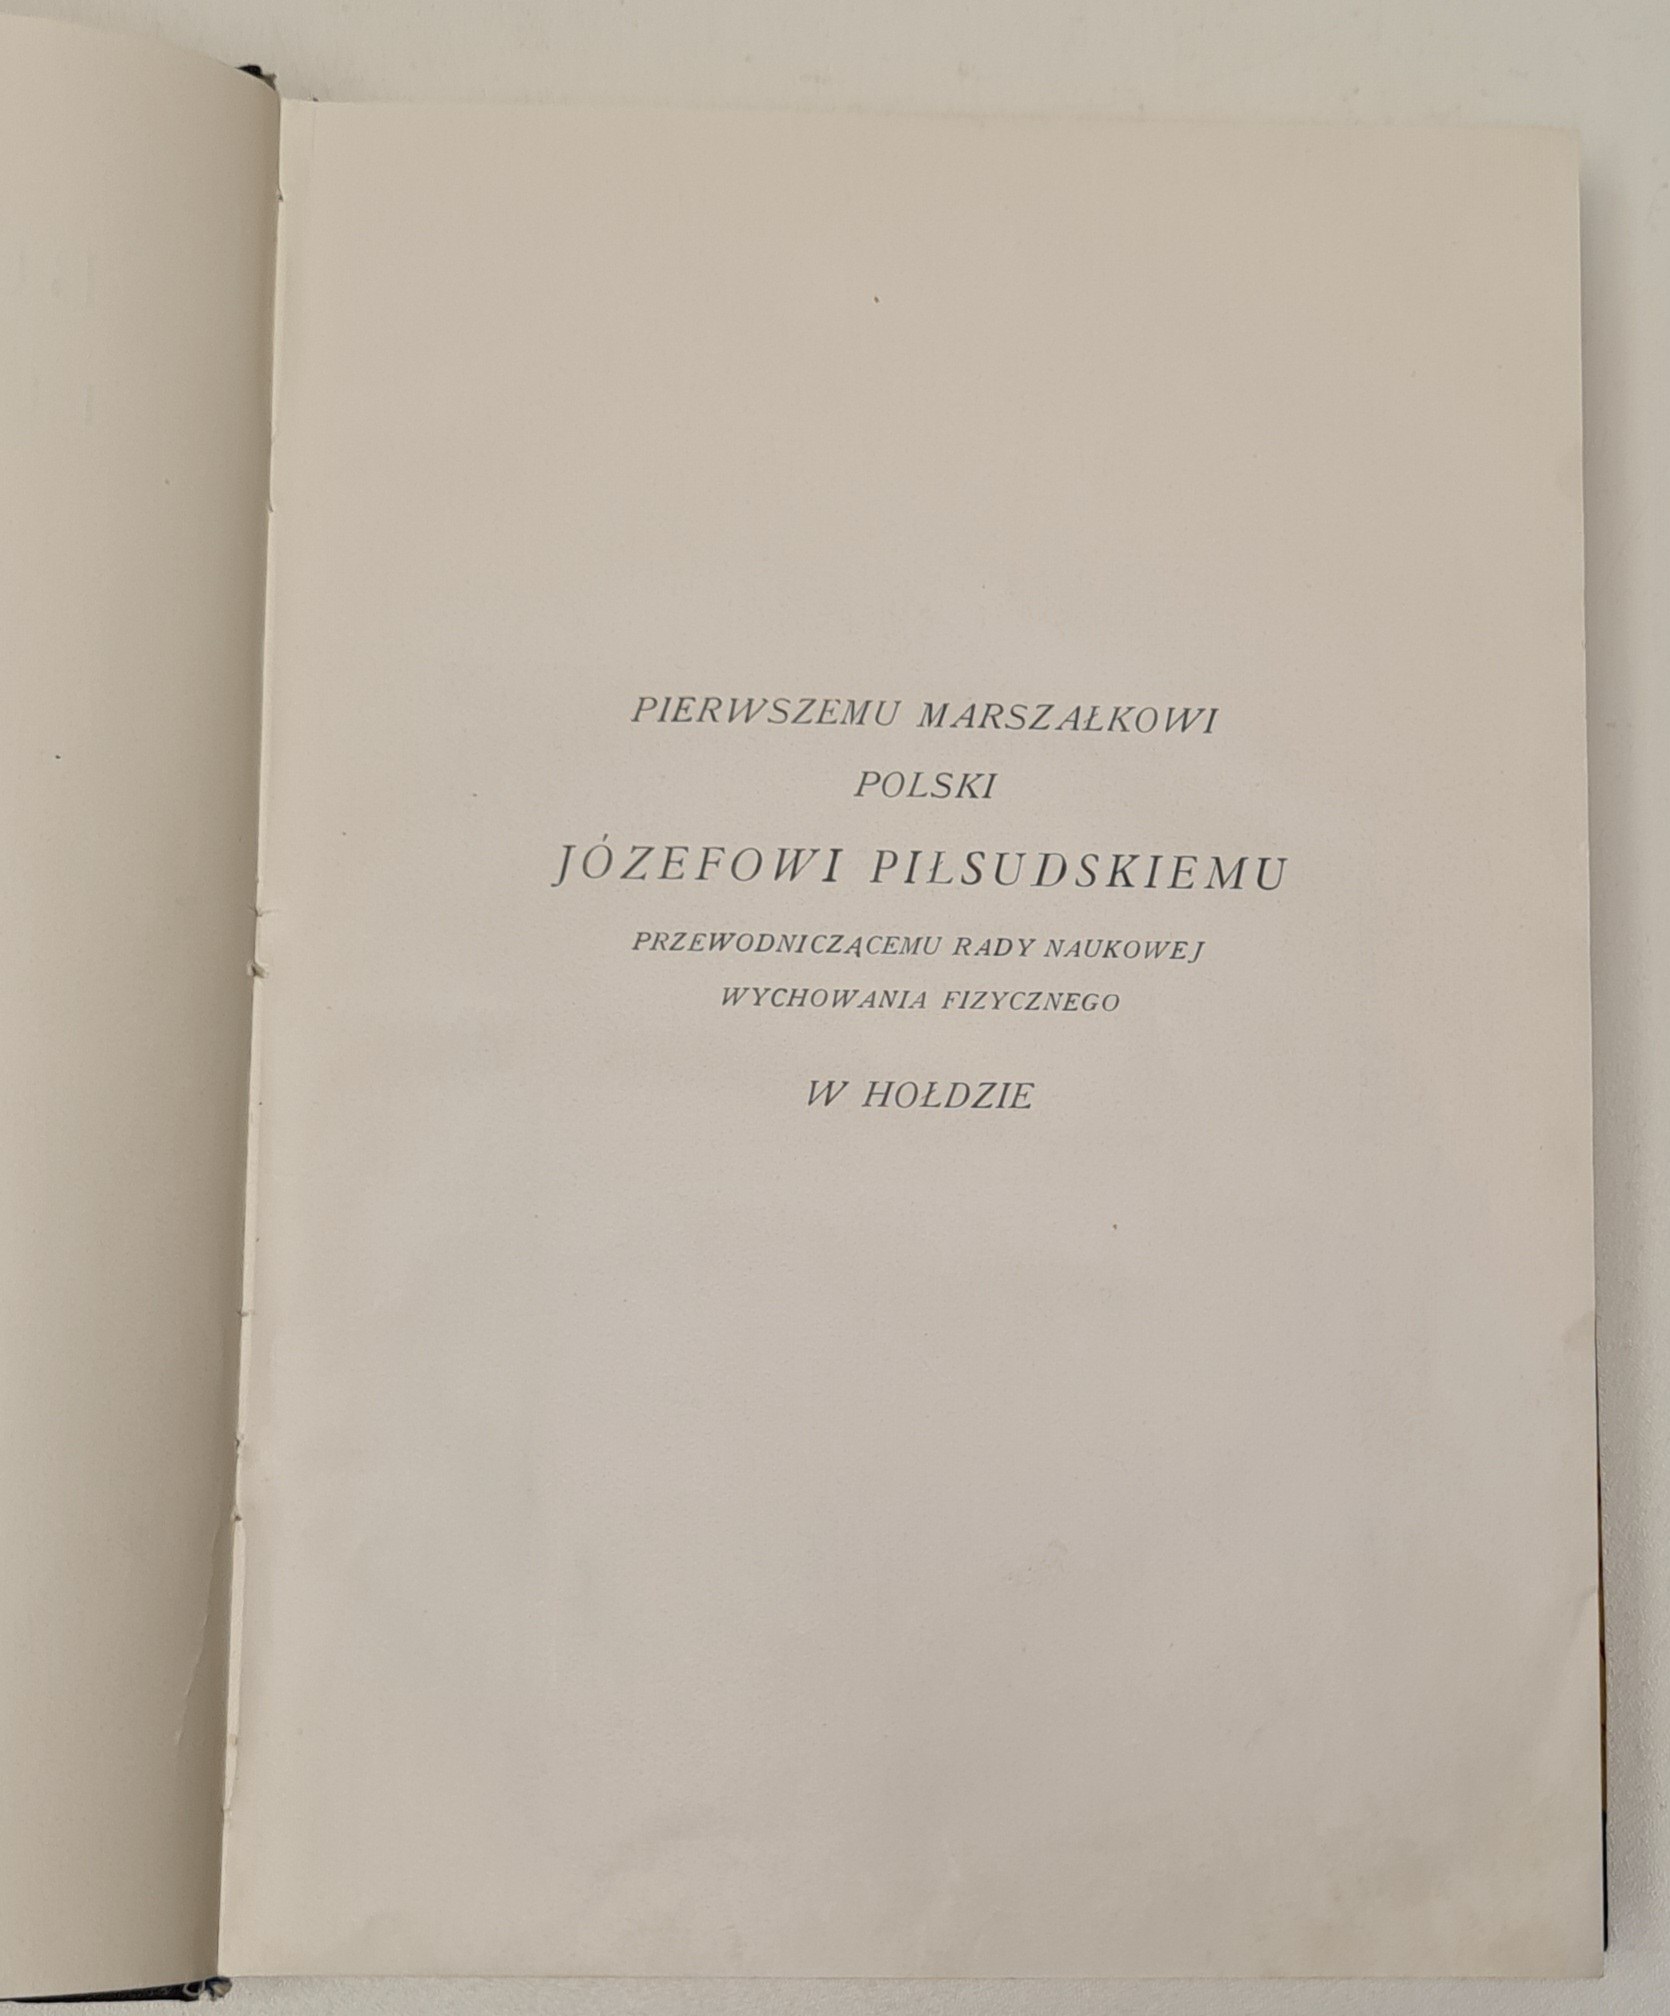 PIERWSZEMU MARSZAŁKOWI
POLSKI
JÓZEFOWI PIŁSUDSKIEMU
PRZEWODNICZĄCEMU RADY NAUKOWEJ
WYCHOWANIA FIZYCZNEGO
W HOŁDZIE